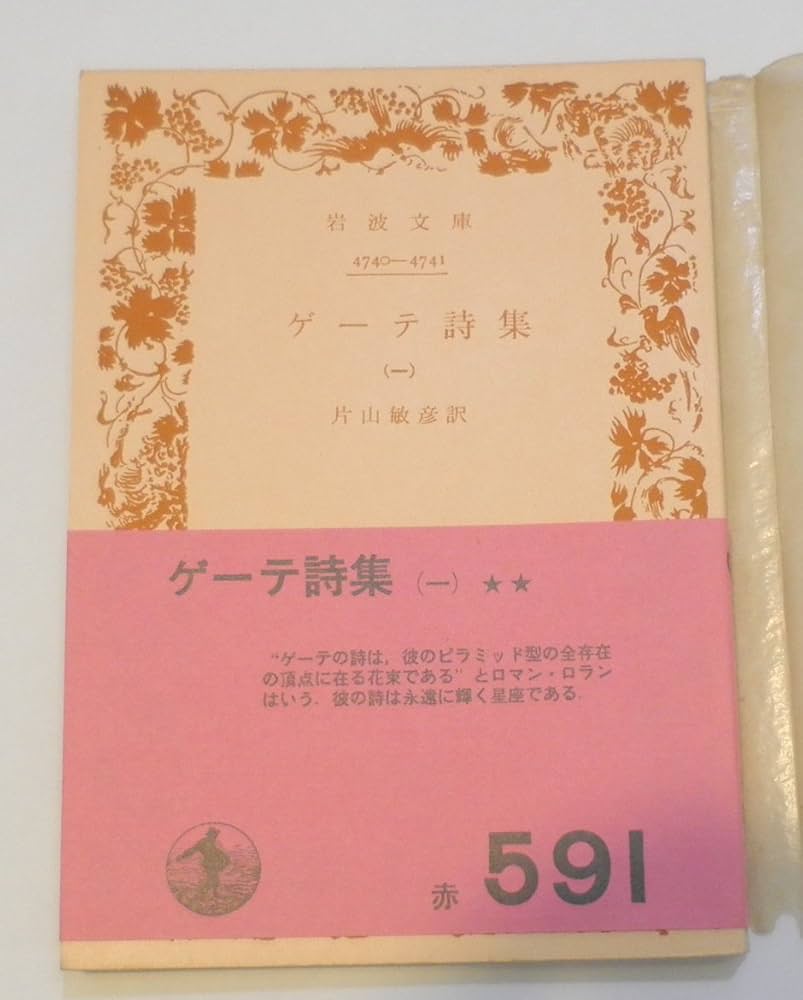 岩波文庫
4740—4741
ゲーテ詩集
(一)
片山敏彦訳
ゲーテ詩集 (一) ★★
“ゲーテの詩は，彼のピラミッド型の全存在
の頂点に在る花束である” とロマン・ロラン
はいう．彼の詩は永遠に輝く星座である．
赤 591